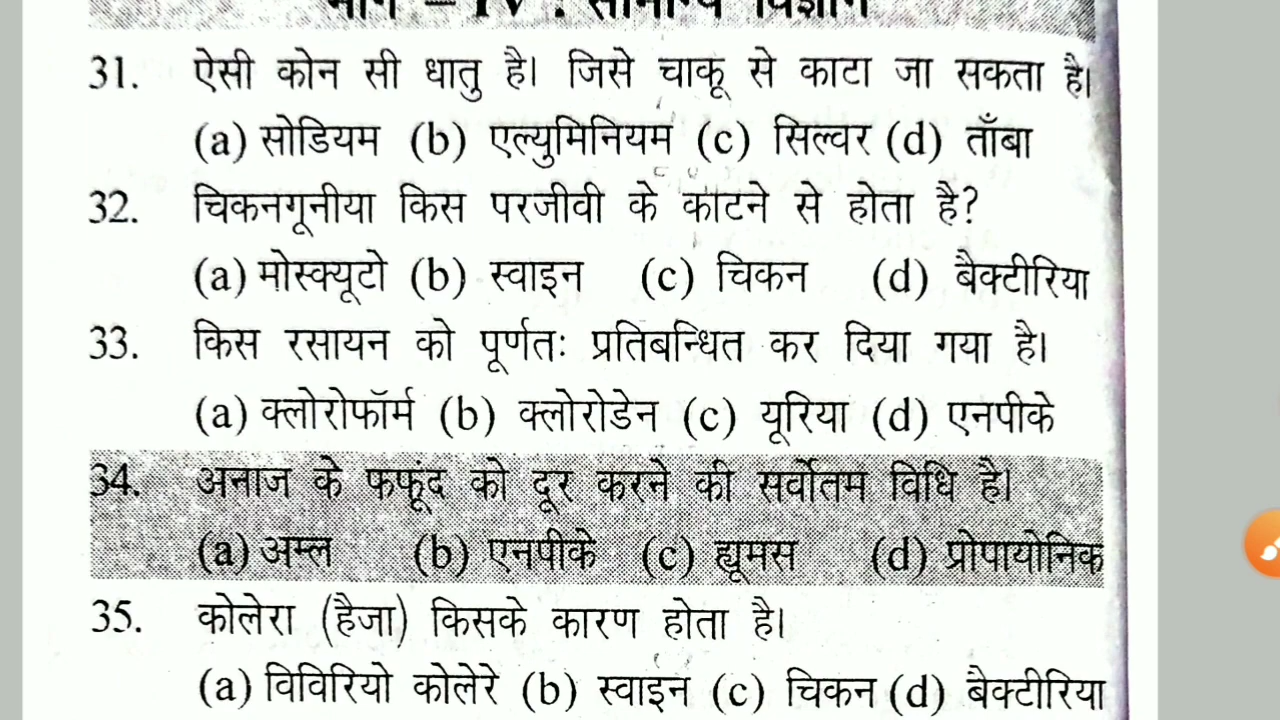 भाग – IV : सामान्य विज्ञान
31. ऐसी कोन सी धातु है। जिसे चाकू से काटा जा सकता है।
(a) सोडियम (b) एल्युमिनियम (c) सिल्वर (d) ताँबा
32. चिकनगूनीया किस परजीवी के काटने से होता है?
(a) मोस्क्यूटो (b) स्वाइन (c) चिकन (d) बैक्टीरिया
33. किस रसायन को पूर्णतः प्रतिबन्धित कर दिया गया है।
(a) क्लोरोफॉर्म (b) क्लोरोडेन (c) यूरिया (d) एनपीके
34. अनाज के फफूंद को दूर करने की सर्वोतम विधि है।
(a) अम्ल (b) एनपीके (c) ह्यूमस (d) प्रोपायोनिक
35. कोलेरा (हैजा) किसके कारण होता है।
(a) विविरियो कोलेरे (b) स्वाइन (c) चिकन (d) बैक्टीरिया